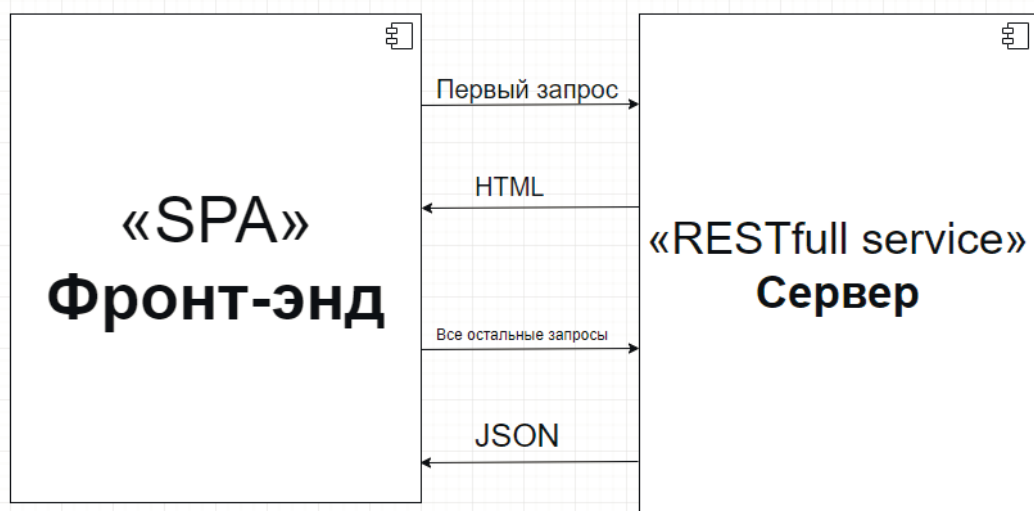 «SPA»
Фронт-энд
Первый запрос
HTML
Все остальные запросы
JSON
«RESTfull service»
Сервер